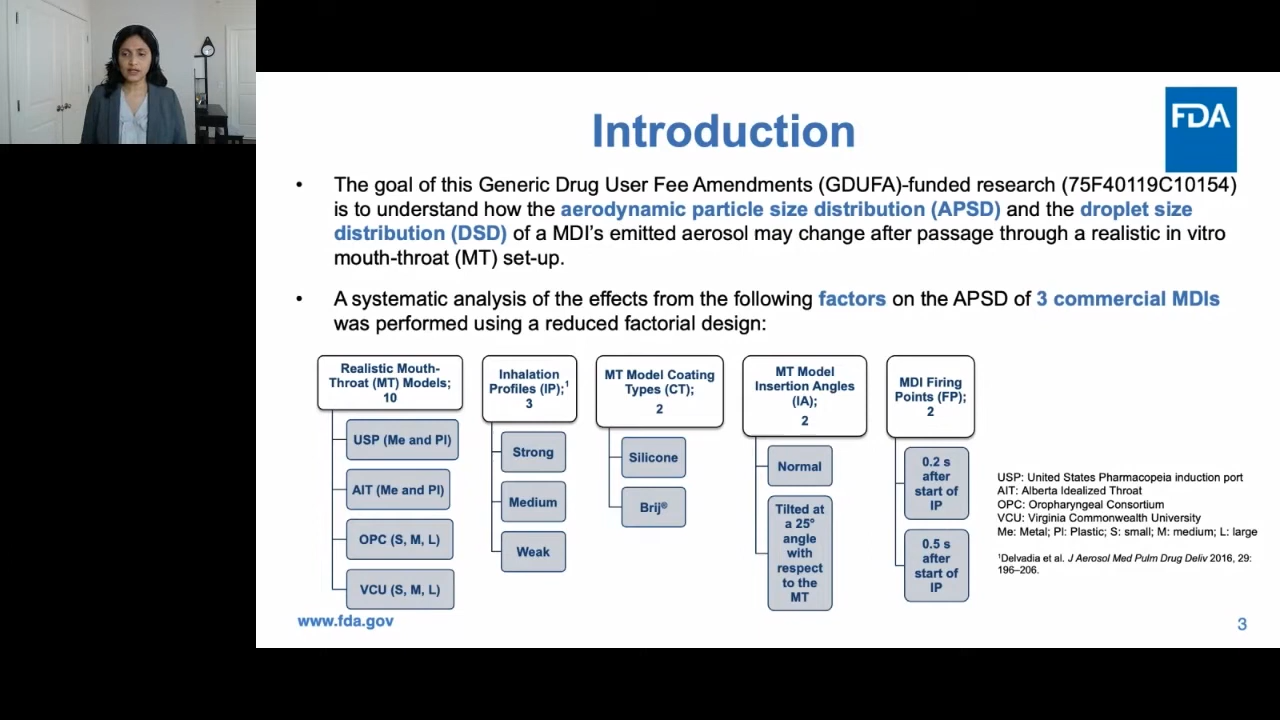 Introduction
FDA
• The goal of this Generic Drug User Fee Amendments (GDUFA)-funded research (75F40119C10154)
is to understand how the aerodynamic particle size distribution (APSD) and the droplet size
distribution (DSD) of a MDI's emitted aerosol may change after passage through a realistic in vitro
mouth-throat (MT) set-up.
• A systematic analysis of the effects from the following factors on the APSD of 3 commercial MDIs
was performed using a reduced factorial design:
Realistic Mouth-
Throat (MT) Models;
10
USP (Me and Pl)
AIT (Me and Pl)
OPC (S, M, L)
VCU (S, M, L)
Inhalation
Profiles (IP);¹
3
Strong
Medium
Weak
MT Model Coating
Types (CT);
2
Silicone
Brij®
MT Model
Insertion Angles
(IA);
2
Normal
Tilted at
a 25°
angle
with
respect
to the
MT
MDI Firing
Points (FP);
2
0.2 s
after
start of
IP
0.5 s
after
start of
IP
USP: United States Pharmacopeia induction port
AIT: Alberta Idealized Throat
OPC: Oropharyngeal Consortium
VCU: Virginia Commonwealth University
Me: Metal; Pl: Plastic; S: small; M: medium; L: large
¹Delvadia et al. J Aerosol Med Pulm Drug Deliv 2016, 29:
196–206.
www.fda.gov
3